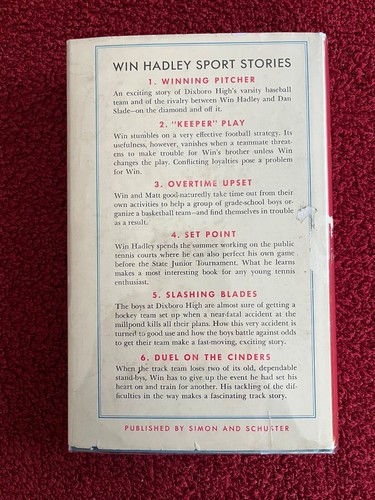 WIN HADLEY SPORT STORIES
1. WINNING PITCHER
An exciting story of Dixboro High's varsity baseball
team and of the rivalry between Win Hadley and Dan
Slade—on the diamond and off it.
2. "KEEPER" PLAY
Win stumbles on a very effective football strategy. Its
usefulness, however, vanishes when a teammate threat-
ens to make trouble for Win's brother unless Win
changes the play. Conflicting loyalties pose a problem
for Win.
3. OVERTIME UPSET
Win and Matt good-naturedly take time out from their
own activities to help a group of grade-school boys or-
ganize a basketball team—and find themselves in trouble
as a result.
4. SET POINT
Win Hadley spends the summer working on the public
tennis courts where he can also perfect his own game
before the State Junior Tournament. What he learns
makes a most interesting book for any young tennis
enthusiast.
5. SLASHING BLADES
The boys at Dixboro High are almost sure of getting a
hockey team set up when a near-fatal accident at the
millpond kills all their plans. How this very accident is
turned to good use and how the boys battle against odds
to get their team make a fast-moving, exciting story.
6. DUEL ON THE CINDERS
When the track team loses two of its old, dependable
stand-bys, Win has to give up the event he had set his
heart on and train for another. His tackling of the dif-
ficulties in the way makes a fascinating track story.
PUBLISHED BY SIMON AND SCHUSTER